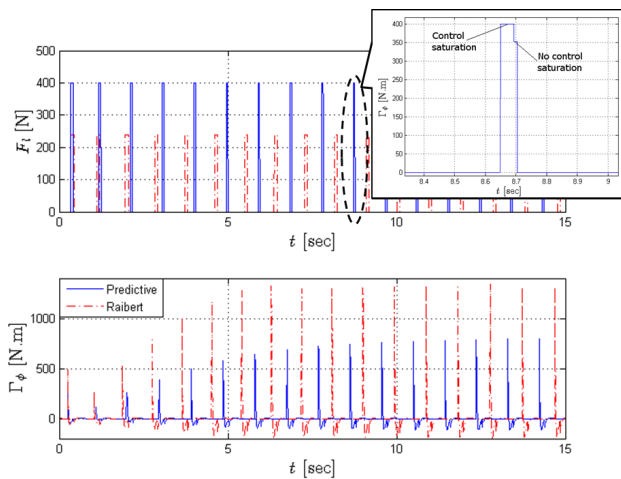 500
400
300
200
100
0
F_l [N]
0
5
10
15
t [sec]
400
350
300
250
200
150
100
50
0
Γ_ϕ [N.m]
Control
saturation
No control
saturation
8.4
8.5
8.6
8.7
8.8
8.9
9
t [sec]
Predictive
Raibert
1000
500
0
Γ_ϕ [N.m]
0
5
10
15
t [sec]